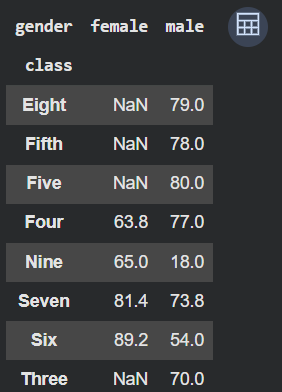 gender female male
class
Eight NaN 79.0
Fifth NaN 78.0
Five NaN 80.0
Four 63.8 77.0
Nine 65.0 18.0
Seven 81.4 73.8
Six 89.2 54.0
Three NaN 70.0